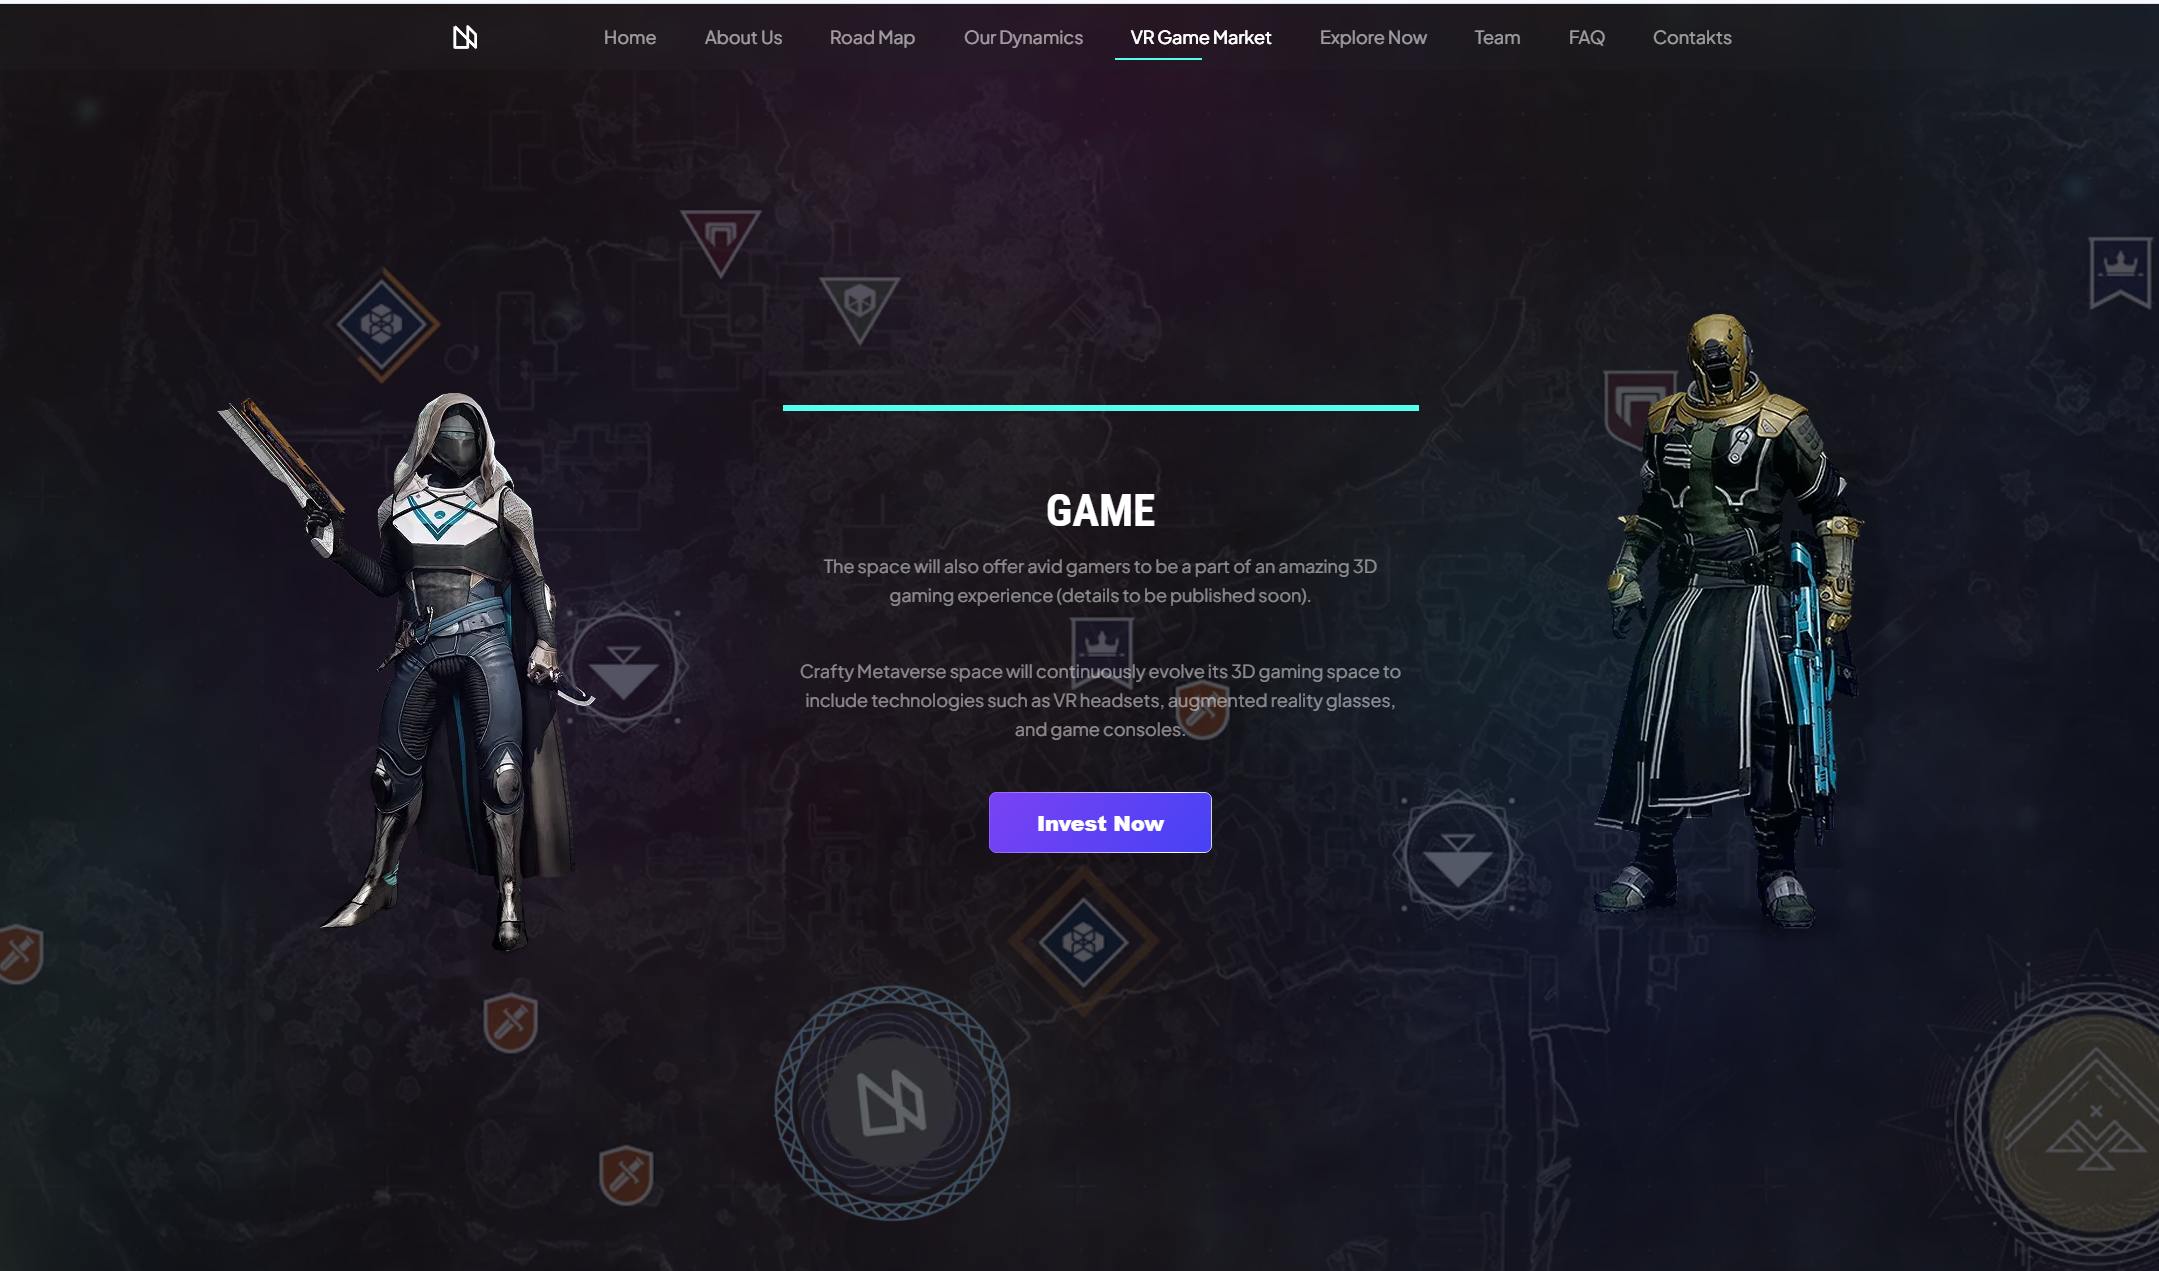 Home About Us Road Map Our Dynamics VR Game Market Explore Now Team FAQ Contakts
GAME
The space will also offer avid gamers to be a part of an amazing 3D
gaming experience (details to be published soon).
Crafty Metaverse space will continuously evolve its 3D gaming space to
include technologies such as VR headsets, augmented reality glasses,
and game consoles.
Invest Now